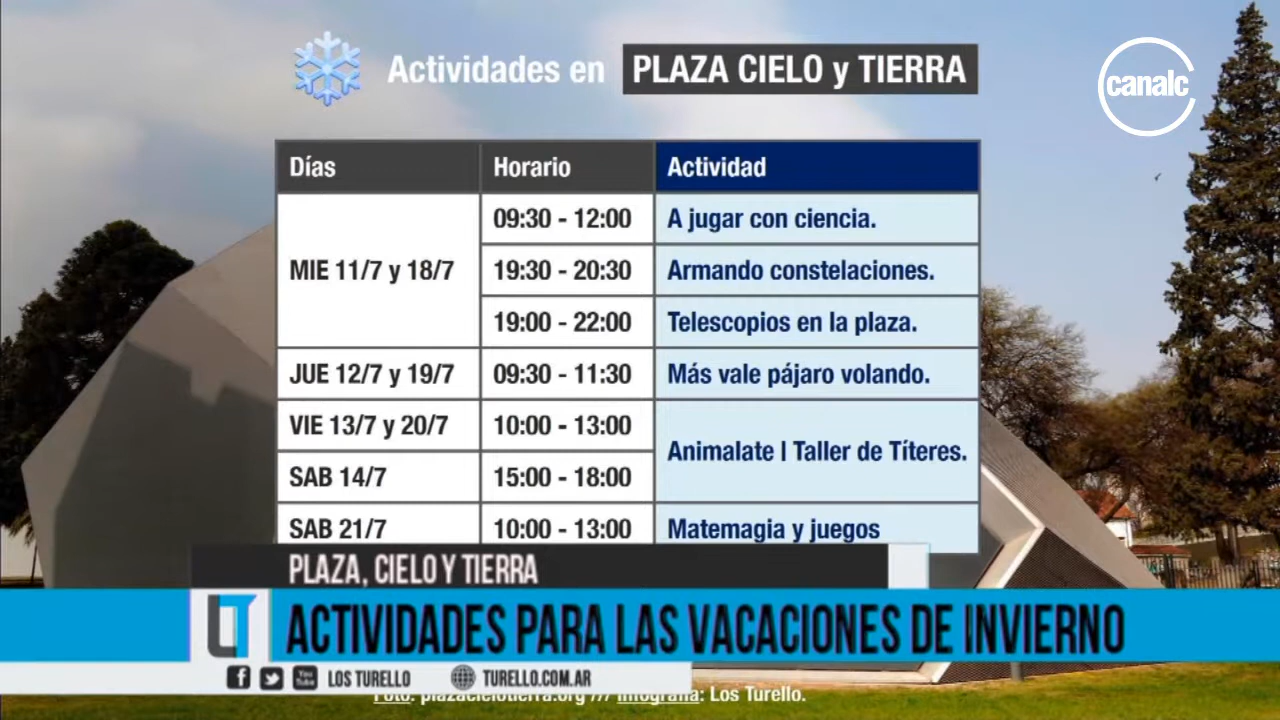 Actividades en PLAZA CIELO y TIERRA
canalc
Días Horario Actividad
MIE 11/7 y 18/7
09:30 - 12:00 A jugar con ciencia.
19:30 - 20:30 Armando constelaciones.
19:00 - 22:00 Telescopios en la plaza.
JUE 12/7 y 19/7 09:30 - 11:30 Más vale pájaro volando.
VIE 13/7 y 20/7 10:00 - 13:00
Animalate | Taller de Títeres.
SAB 14/7 15:00 - 18:00
SAB 21/7 10:00 - 13:00 Matemagia y juegos
PLAZA, CIELO Y TIERRA
LT ACTIVIDADES PARA LAS VACACIONES DE INVIERNO
f You Tube LOS TURELLO TURELLO.COM.AR
Foto: plazacielotierra.org /// Infografía: Los Turello.